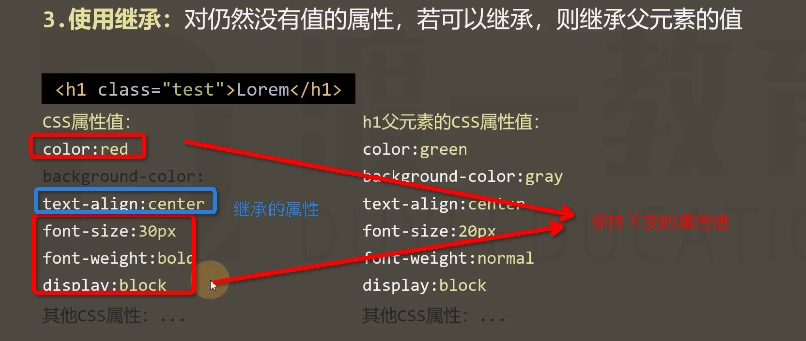 3.使用继承：对仍然没有值的属性，若可以继承，则继承父元素的值
<h1 class="test">Lorem</h1>
CSS属性值：
color:red
background-color:
text-align:center
继承的属性
font-size:30px
font-weight:bold
display:block
其他CSS属性：...
h1父元素的CSS属性值：
color:green
background-color:gray
text-align:center
font-size:20px
font-weight:normal
display:block
其他CSS属性：...
保持不变的属性值